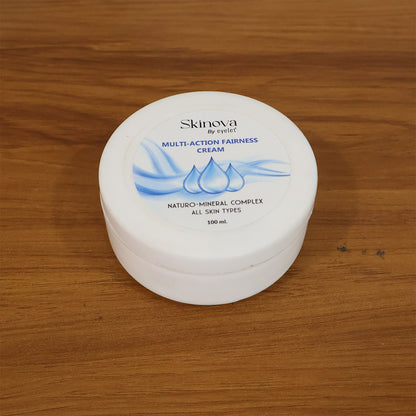 Skinova
By eyelet
MULTI-ACTION FAIRNESS
CREAM
NATURO-MINERAL COMPLEX
ALL SKIN TYPES
100 ml.